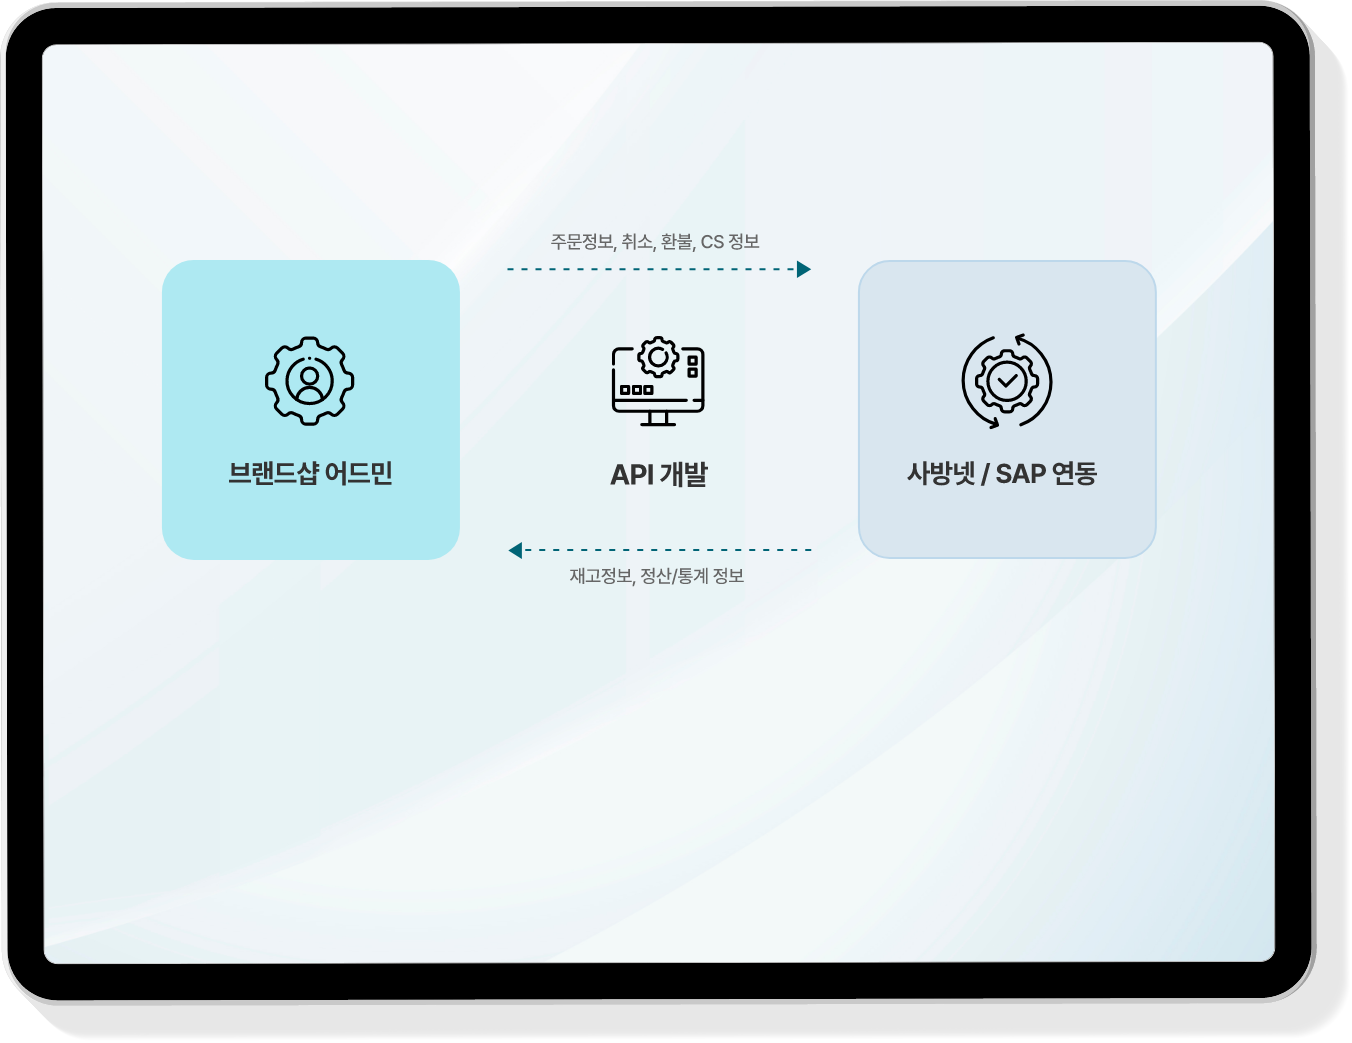 주문정보, 취소, 환불, CS 정보
브랜드샵 어드민
API 개발
사방넷 / SAP 연동
재고정보, 정산/통계 정보